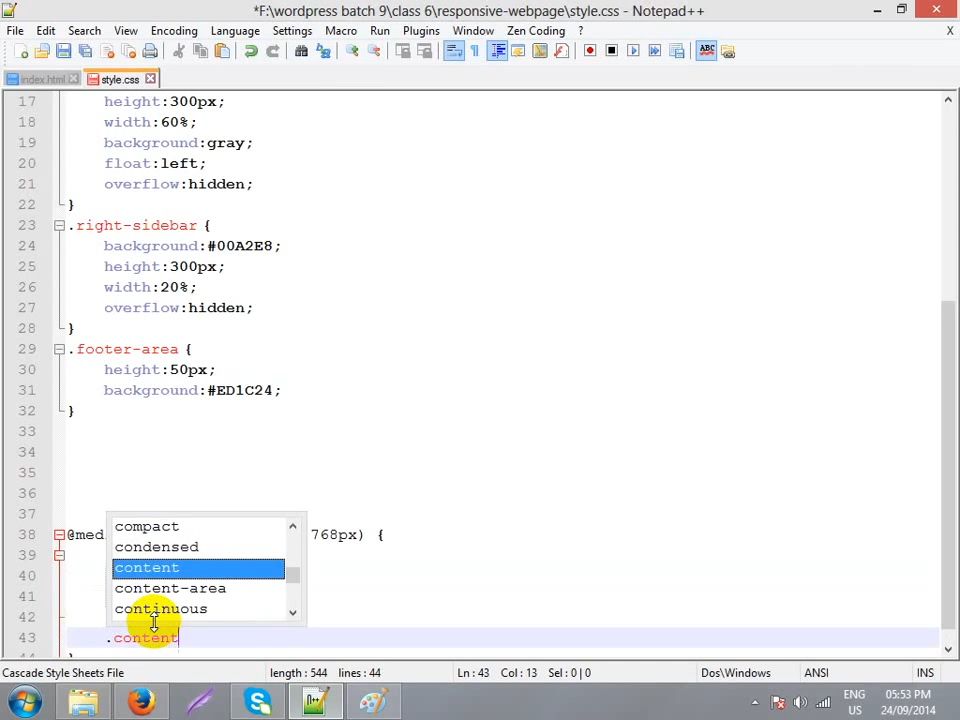 *F:\wordpress batch 9\class 6\responsive-webpage\style.css - Notepad++
File Edit Search View Encoding Language Settings Macro Run Plugins Window Zen Coding ? X
index.html style.css
17 height:300px;
18 width:60%;
19 background:gray;
20 float:left;
21 overflow:hidden;
22 }
23 .right-sidebar {
24 background:#00A2E8;
25 height:300px;
26 width:20%;
27 overflow:hidden;
28 }
29 .footer-area {
30 height:50px;
31 background:#ED1C24;
32 }
33
34
35
36
37
38 @med 768px) {
39
40
41
42
43 .content
44 }
compact
condensed
content
content-area
continuous
Cascade Style Sheets File length : 544 lines : 44 Ln : 43 Col : 13 Sel : 0 | 0 Dos\Windows ANSI INS
ENG 05:53 PM
US 24/09/2014